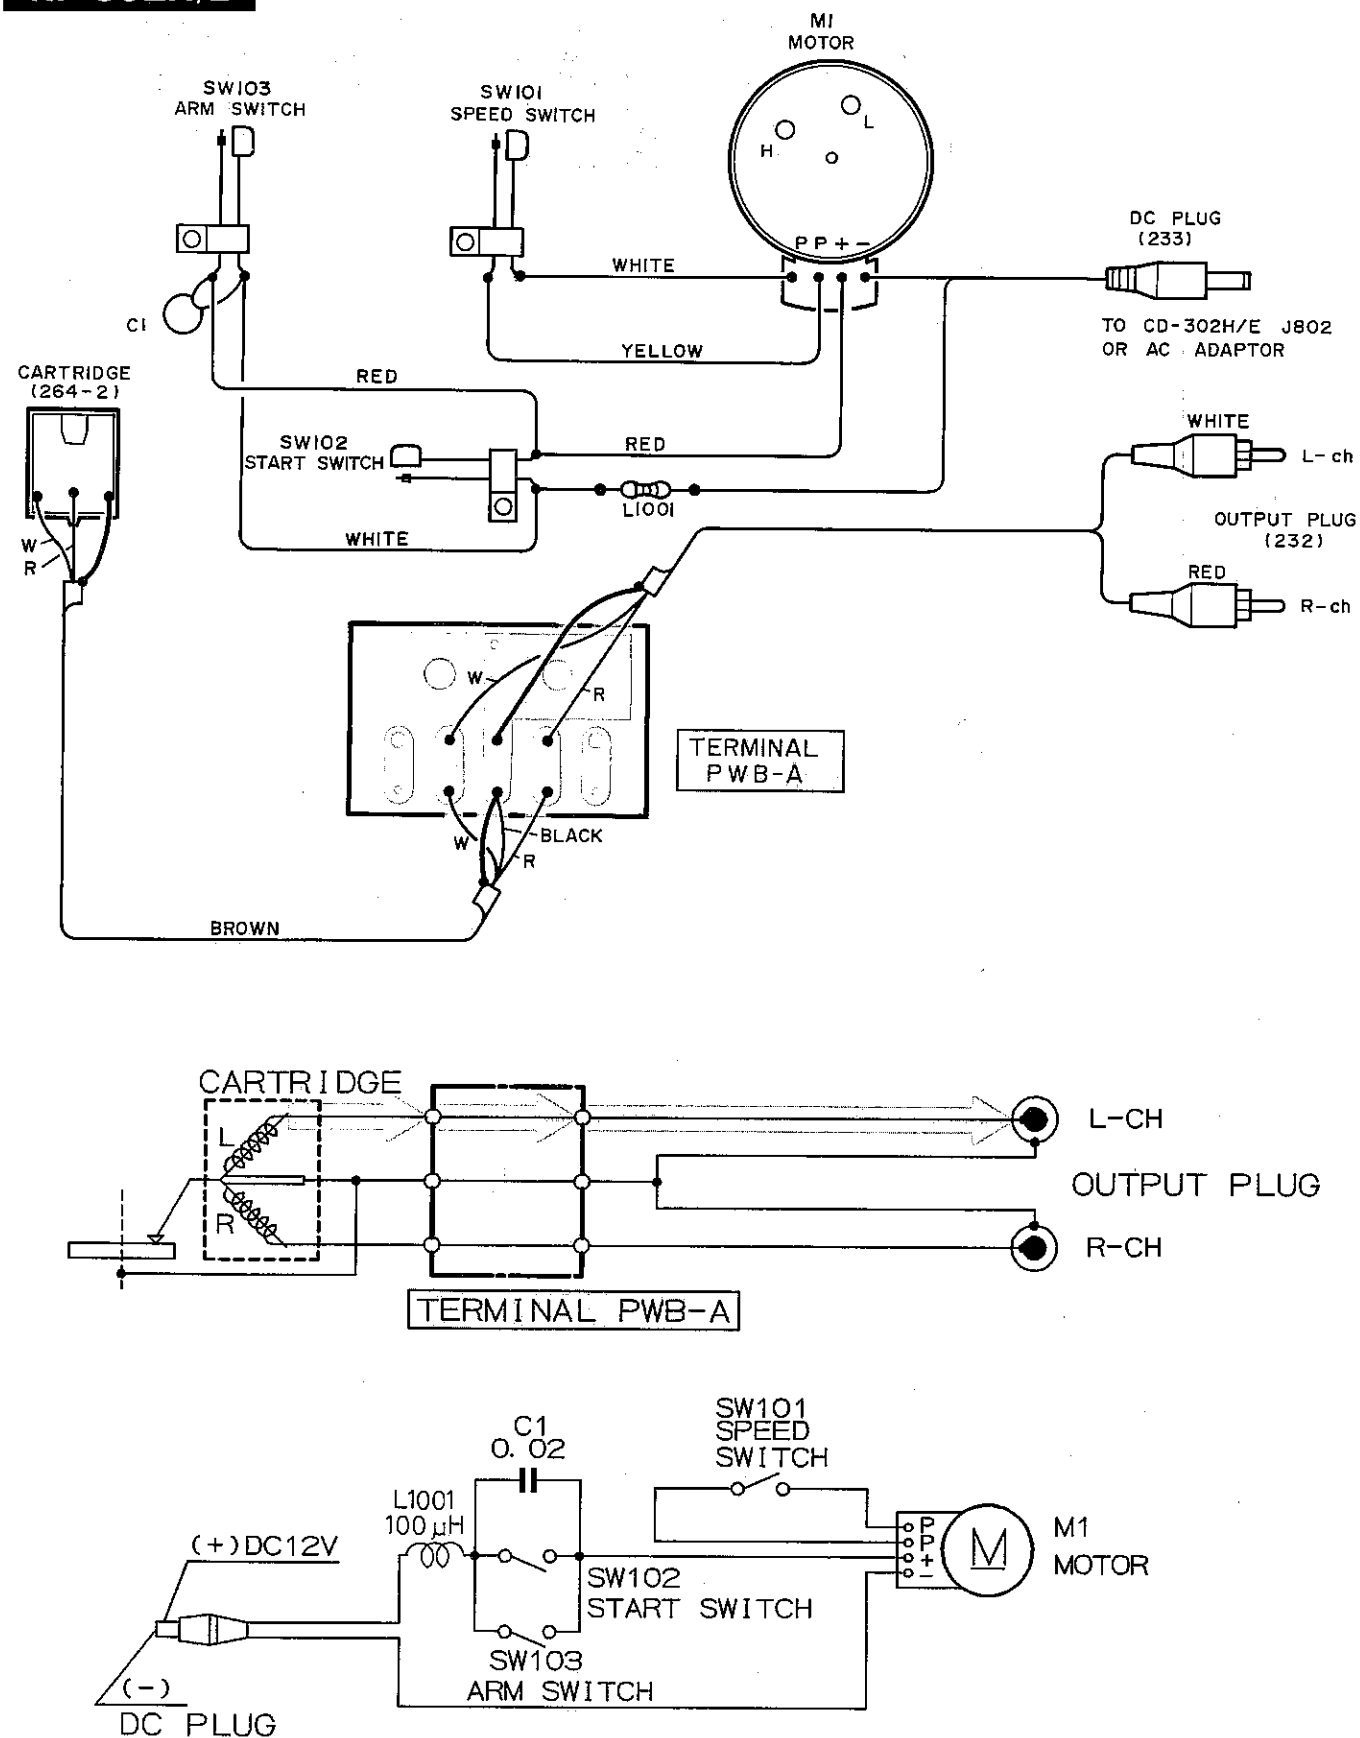 M1
MOTOR
SW103
ARM SWITCH
SW101
SPEED SWITCH
H
L
P P + -
DC PLUG
(233)
WHITE
C1
TO CD-302H/E J802
OR AC ADAPTOR
YELLOW
CARTRIDGE
(264-2)
RED
WHITE
SW102
START SWITCH
RED
L-ch
L1001
OUTPUT PLUG
(232)
WHITE
W
R
RED
R-ch
W
R
TERMINAL
PWB-A
W
BLACK
R
BROWN
CARTRIDGE
L
L-CH
OUTPUT PLUG
R
R-CH
TERMINAL PWB-A
C1
0.02
SW101
SPEED
SWITCH
L1001
100μH
P
P
+
-
M
M1
MOTOR
(+)DC12V
SW102
START SWITCH
SW103
ARM SWITCH
(-)
DC PLUG